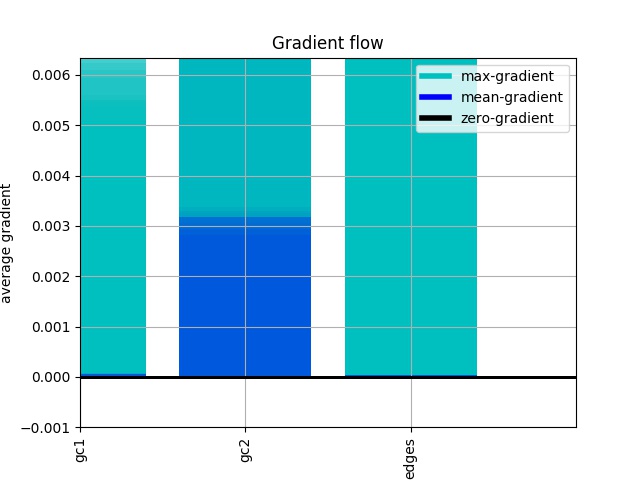 Gradient flow
max-gradient
mean-gradient
zero-gradient
average gradient
0.006
0.005
0.004
0.003
0.002
0.001
0.000
−0.001
gc1
gc2
edges